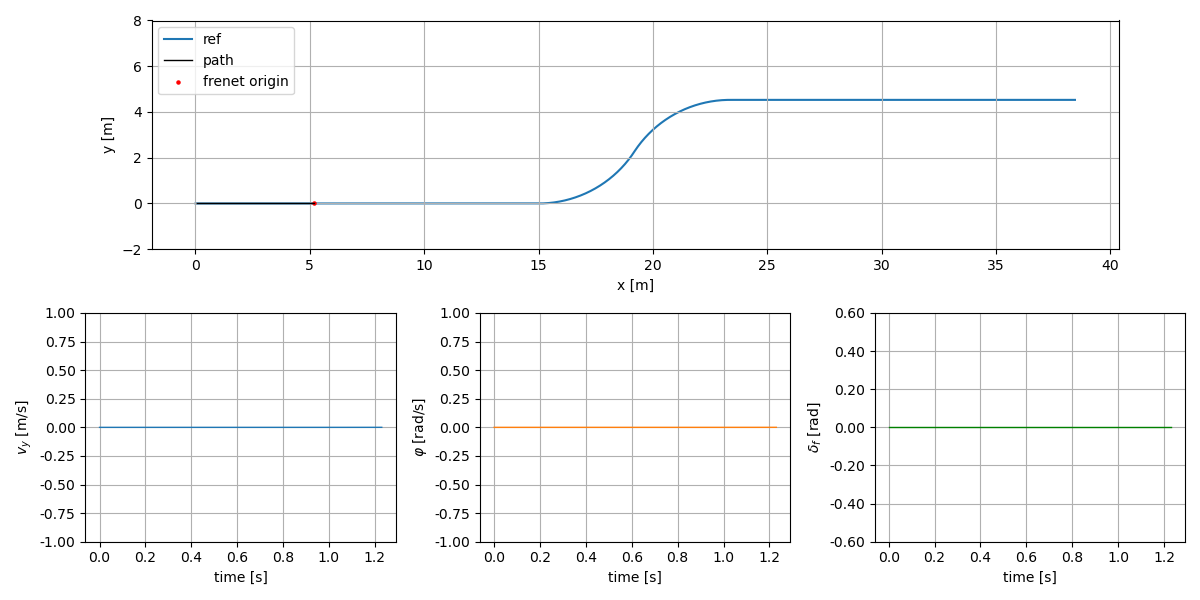 8
6
4
2
0
−2
y [m]
ref
path
frenet origin
0 5 10 15 20 25 30 35 40
x [m]
1.00
0.75
0.50
0.25
0.00
-0.25
-0.50
-0.75
-1.00
v_y [m/s]
0.0 0.2 0.4 0.6 0.8 1.0 1.2
time [s]
1.00
0.75
0.50
0.25
0.00
-0.25
-0.50
-0.75
-1.00
φ [rad/s]
0.0 0.2 0.4 0.6 0.8 1.0 1.2
time [s]
0.60
0.40
0.20
0.00
-0.20
-0.40
-0.60
δ_f [rad]
0.0 0.2 0.4 0.6 0.8 1.0 1.2
time [s]